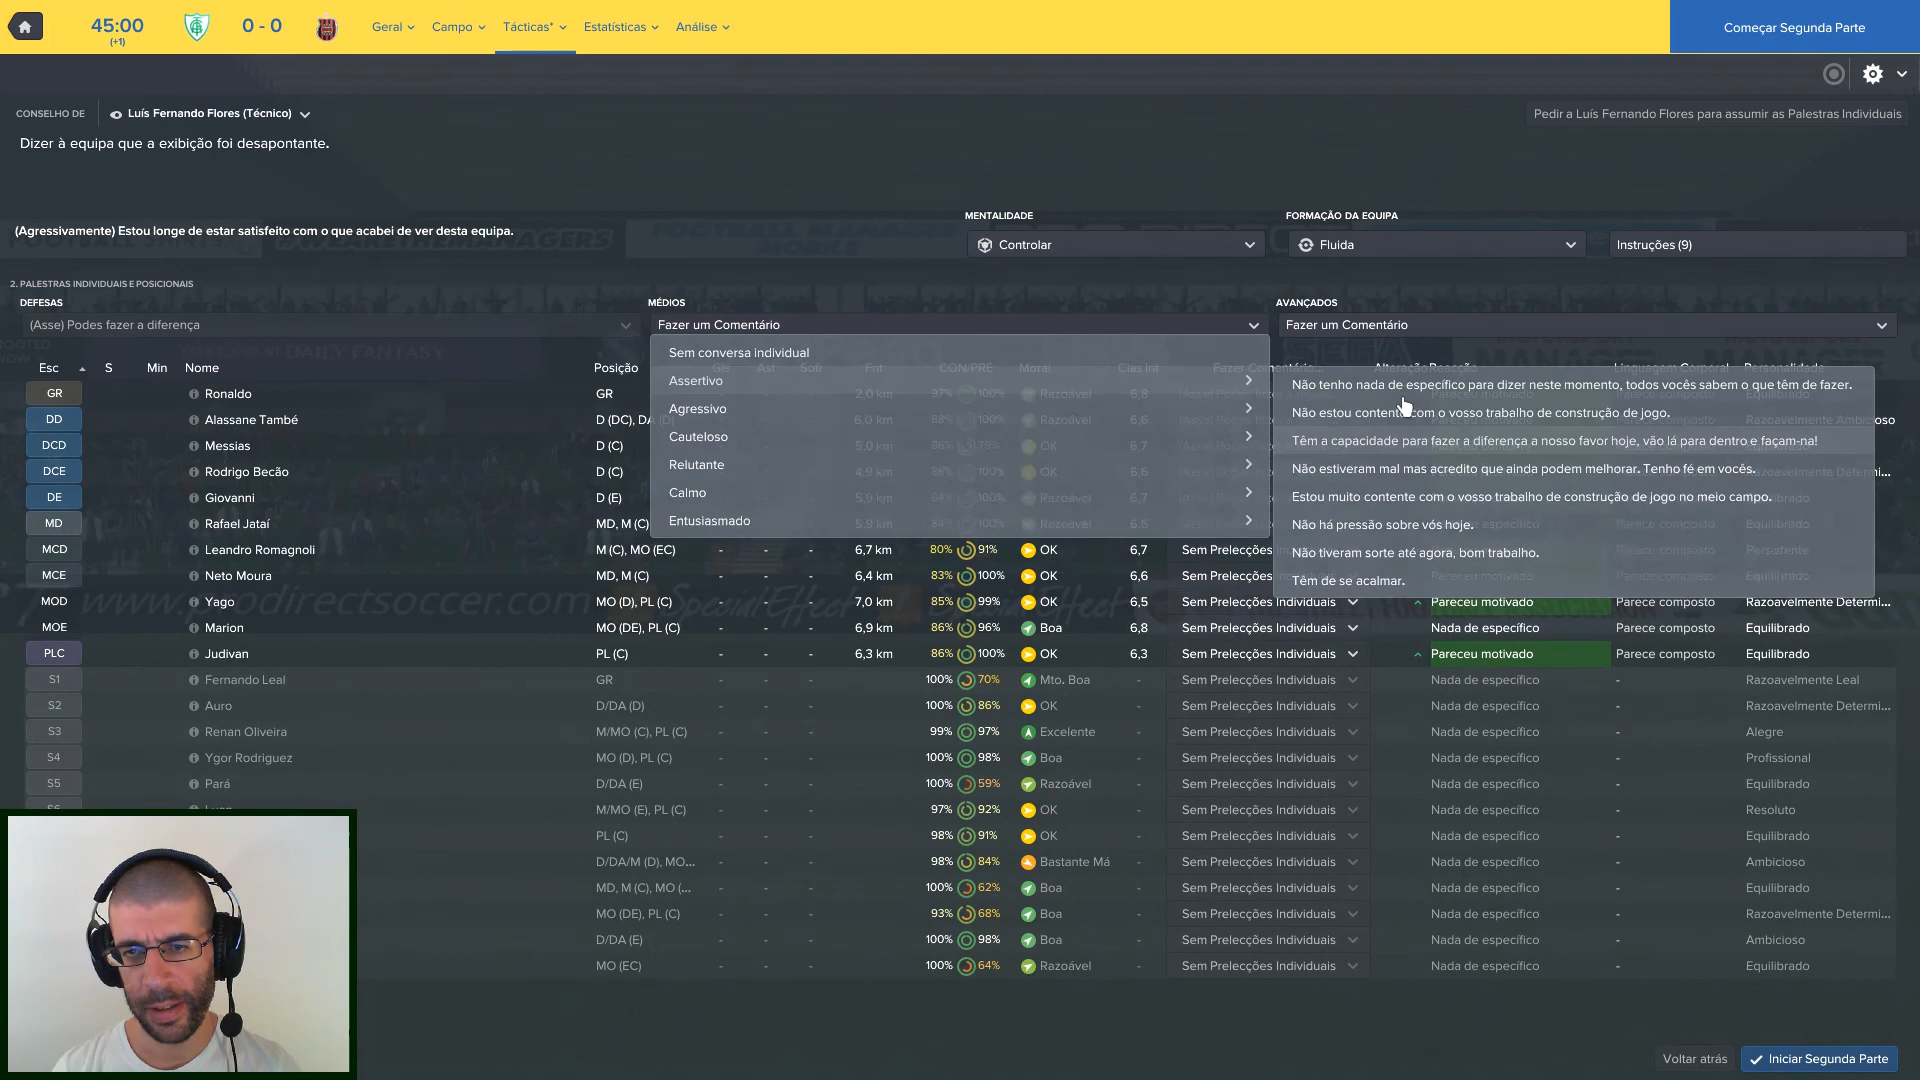 45:00
(+1)
0 - 0
Geral
Campo
Tácticas*
Estatísticas
Análise
Começar Segunda Parte
CONSELHO DE
Luís Fernando Flores (Técnico)
Pedir a Luís Fernando Flores para assumir as Palestras Individuais
Dizer à equipa que a exibição foi desapontante.
MENTALIDADE
FORMAÇÃO DA EQUIPA
(Agressivamente) Estou longe de estar satisfeito com o que acabei de ver desta equipa.
Controlar
Fluida
Instruções (9)
2. PALESTRAS INDIVIDUAIS E POSICIONAIS
DEFESAS
MÉDIOS
AVANÇADOS
(Asse) Podes fazer a diferença
Fazer um Comentário
Fazer um Comentário
Sem conversa individual
Assertivo
Agressivo
Cauteloso
Relutante
Calmo
Entusiasmado
Não tenho nada de específico para dizer neste momento, todos vocês sabem o que têm de fazer.
Não estou contente com o vosso trabalho de construção de jogo.
Têm a capacidade para fazer a diferença a nosso favor hoje, vão lá para dentro e façam-na!
Não estiveram mal mas acredito que ainda podem melhorar. Tenho fé em vocês.
Estou muito contente com o vosso trabalho de construção de jogo no meio campo.
Não há pressão sobre vós hoje.
Não tiveram sorte até agora, bom trabalho.
Têm de se acalmar.
Esc S Min Nome Posição
GR Ronaldo GR
DD Alassane També D (DC), DA
DCD Messias D (C)
DCE Rodrigo Becão D (C)
DE Giovanni D (E)
MD Rafael Jataí MD, M (C)
MCD Leandro Romagnoli M (C), MO (EC) - - - 6,7 km 80% 91% OK 6,7 Sem Prelecções
MCE Neto Moura MD, M (C) - - - 6,4 km 83% 100% OK 6,6 Sem Prelecções
MOD Yago MO (D), PL (C) - - - 7,0 km 85% 99% OK 6,5 Sem Prelecções Individuais Pareceu motivado Parece composto Razoavelmente Determi...
MOE Marion MO (DE), PL (C) - - - 6,9 km 86% 96% Boa 6,8 Sem Prelecções Individuais Nada de específico Parece composto Equilibrado
PLC Judivan PL (C) - - - 6,3 km 86% 100% OK 6,3 Sem Prelecções Individuais Pareceu motivado Parece composto Equilibrado
S1 Fernando Leal GR - - - 100% 70% Mto. Boa - Sem Prelecções Individuais Nada de específico - Razoavelmente Leal
S2 Auro D/DA (D) - - - 100% 86% OK - Sem Prelecções Individuais Nada de específico - Razoavelmente Determi...
S3 Renan Oliveira M/MO (C), PL (C) - - - 99% 97% Excelente - Sem Prelecções Individuais Nada de específico - Alegre
S4 Ygor Rodriguez MO (D), PL (C) - - - 100% 98% Boa - Sem Prelecções Individuais Nada de específico - Profissional
S5 Pará D/DA (E) - - - 100% 59% Razoável - Sem Prelecções Individuais Nada de específico - Equilibrado
S6 Luan M/MO (E), PL (C) - - - 97% 92% OK - Sem Prelecções Individuais Nada de específico - Resoluto
PL (C) - - - 98% 91% OK - Sem Prelecções Individuais Nada de específico - Equilibrado
D/DA/M (D), MO... - - - 98% 84% Bastante Má - Sem Prelecções Individuais Nada de específico - Ambicioso
MD, M (C), MO (... - - - 100% 62% Boa - Sem Prelecções Individuais Nada de específico - Equilibrado
MO (DE), PL (C) - - - 93% 68% Boa - Sem Prelecções Individuais Nada de específico - Razoavelmente Determi...
D/DA (E) - - - 100% 98% Boa - Sem Prelecções Individuais Nada de específico - Ambicioso
MO (EC) - - - 100% 64% Razoável - Sem Prelecções Individuais Nada de específico - Equilibrado
Voltar atrás
Iniciar Segunda Parte